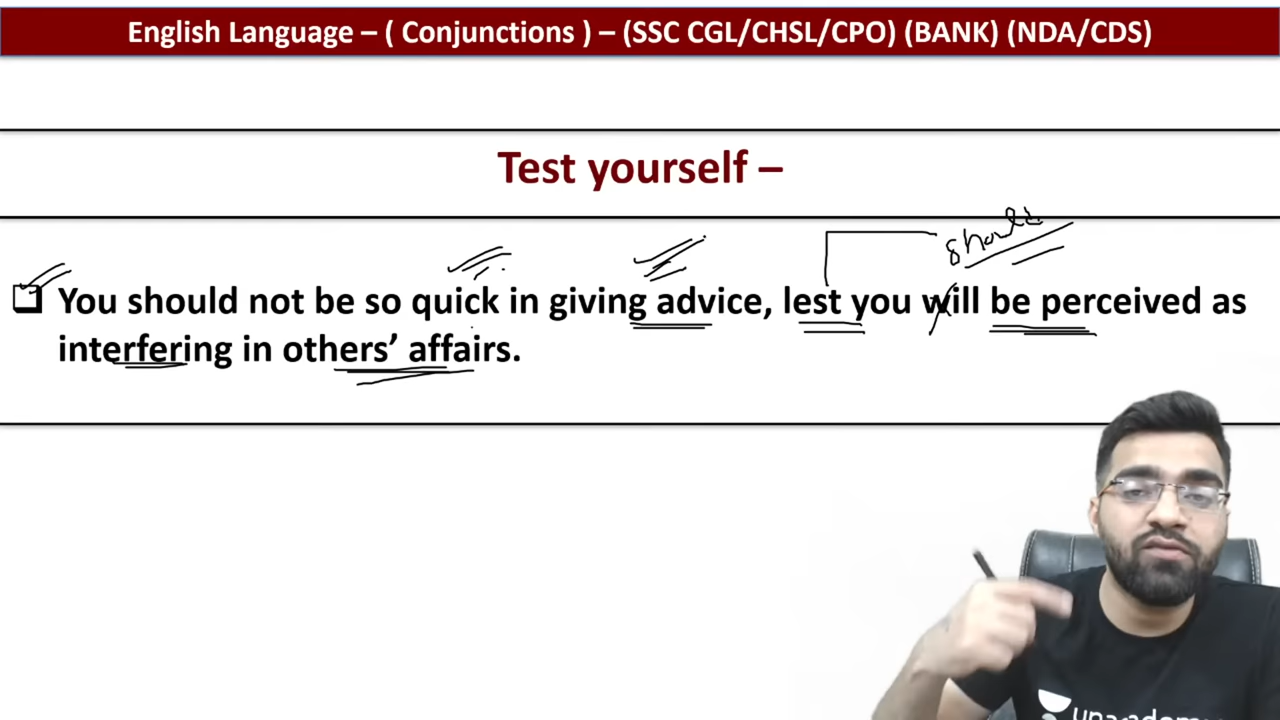 English Language – ( Conjunctions ) – (SSC CGL/CHSL/CPO) (BANK) (NDA/CDS)
Test yourself –
should
You should not be so quick in giving advice, lest you will be perceived as
interfering in others’ affairs.